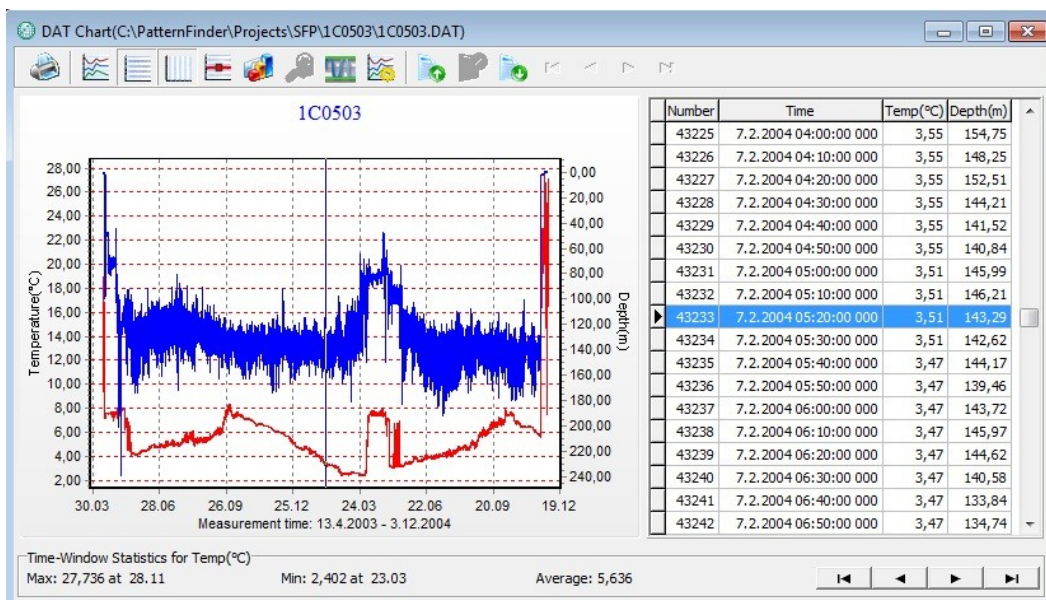 DAT Chart(C:\PatternFinder\Projects\SFP\1C0503\1C0503.DAT)
1C0503
28,00
26,00
24,00
22,00
20,00
18,00
16,00
14,00
12,00
10,00
8,00
6,00
4,00
2,00
Temperature(°C)
0,00
20,00
40,00
60,00
80,00
100,00
120,00
140,00
160,00
180,00
200,00
220,00
240,00
Depth(m)
30.03 28.06 26.09 25.12 24.03 22.06 20.09 19.12
Measurement time: 13.4.2003 - 3.12.2004
Number Time Temp(°C) Depth(m)
43225 7.2.2004 04:00:00 000 3,55 154,75
43226 7.2.2004 04:10:00 000 3,55 148,25
43227 7.2.2004 04:20:00 000 3,55 152,51
43228 7.2.2004 04:30:00 000 3,55 144,21
43229 7.2.2004 04:40:00 000 3,55 141,52
43230 7.2.2004 04:50:00 000 3,55 140,84
43231 7.2.2004 05:00:00 000 3,51 145,99
43232 7.2.2004 05:10:00 000 3,51 146,21
43233 7.2.2004 05:20:00 000 3,51 143,29
43234 7.2.2004 05:30:00 000 3,51 142,62
43235 7.2.2004 05:40:00 000 3,47 144,17
43236 7.2.2004 05:50:00 000 3,47 139,46
43237 7.2.2004 06:00:00 000 3,47 143,72
43238 7.2.2004 06:10:00 000 3,47 145,97
43239 7.2.2004 06:20:00 000 3,47 144,62
43240 7.2.2004 06:30:00 000 3,47 140,58
43241 7.2.2004 06:40:00 000 3,47 133,84
43242 7.2.2004 06:50:00 000 3,47 134,74
Time-Window Statistics for Temp(°C)
Max: 27,736 at 28.11 Min: 2,402 at 23.03 Average: 5,636